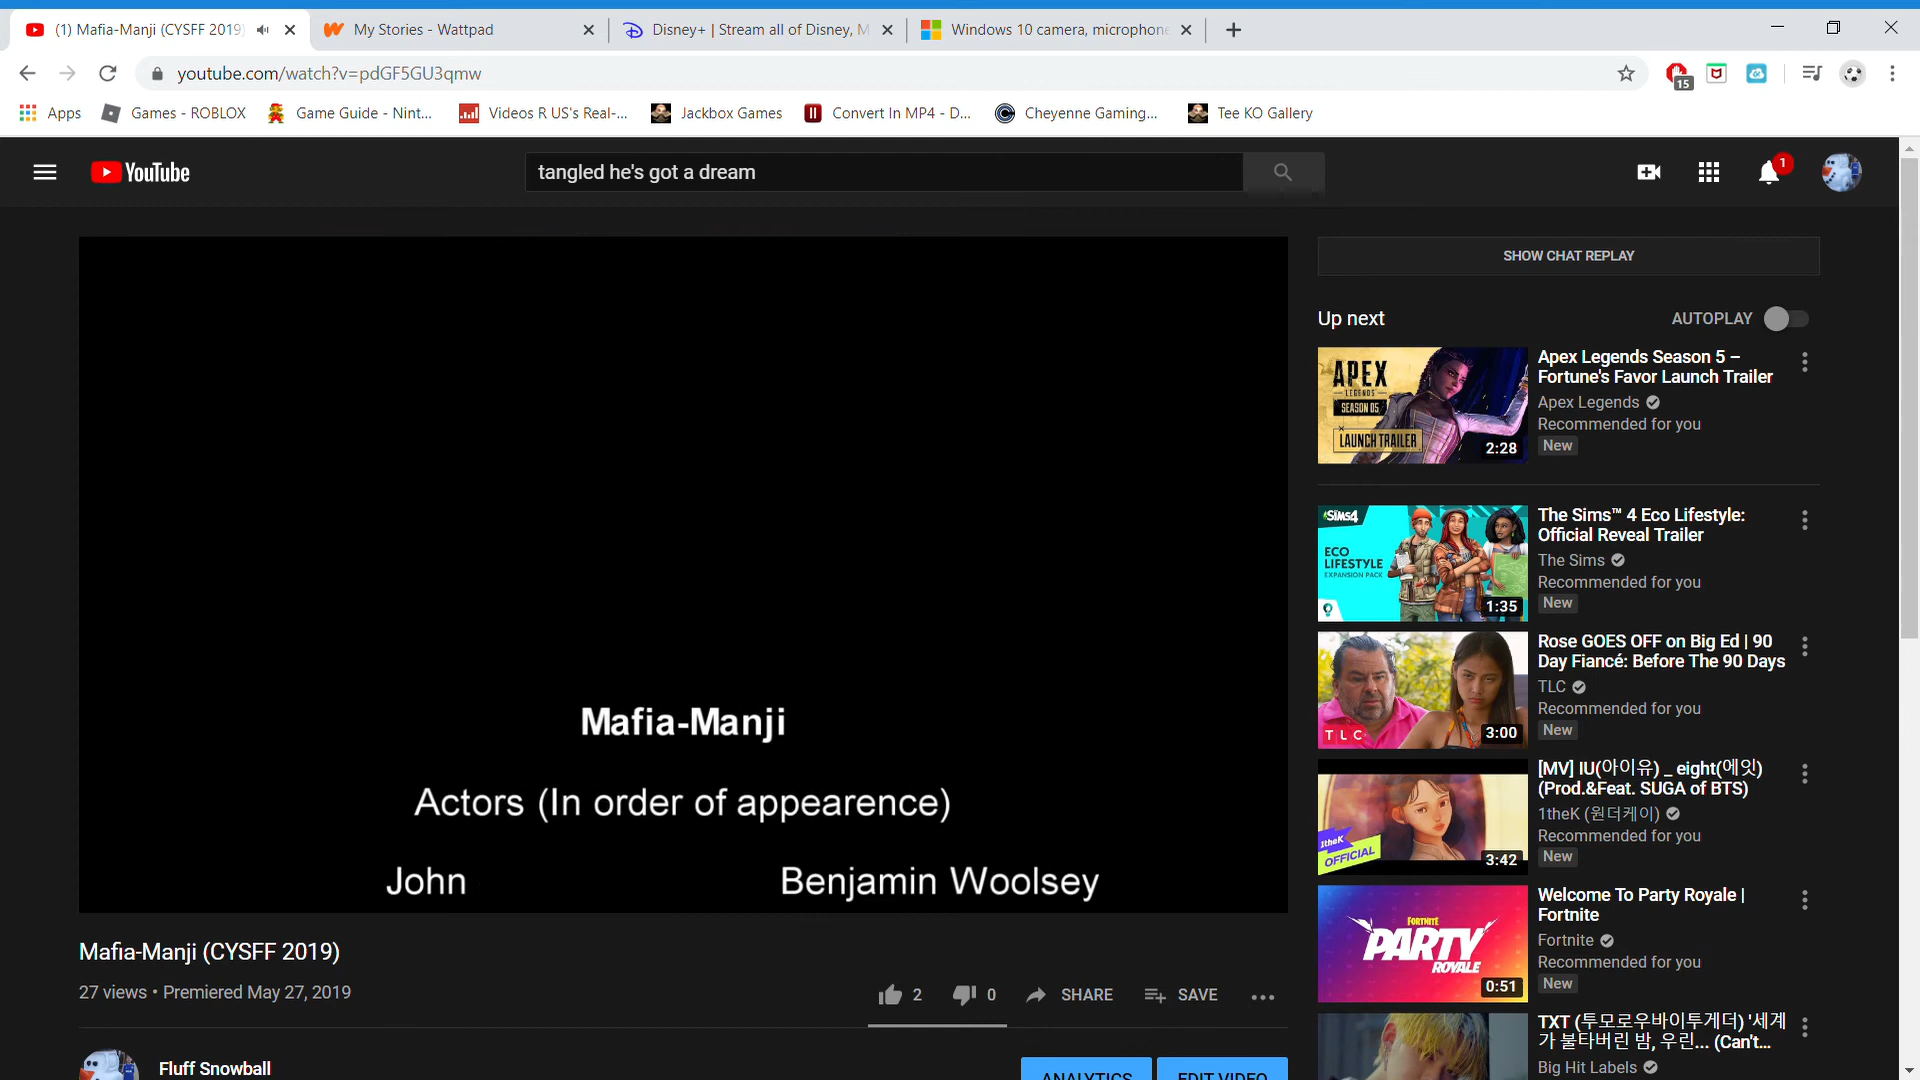 (1) Mafia-Manji (CYSFF 2019)
My Stories - Wattpad
Disney+ | Stream all of Disney, M
Windows 10 camera, microphone
youtube.com/watch?v=pdGF5GU3qmw
15
Apps
Games - ROBLOX
Game Guide - Nint...
Videos R US's Real-...
Jackbox Games
Convert In MP4 - D...
Cheyenne Gaming...
Tee KO Gallery
YouTube
tangled he's got a dream
1
Mafia-Manji
Actors (In order of appearence)
John Benjamin Woolsey
Mafia-Manji (CYSFF 2019)
27 views • Premiered May 27, 2019
2
0
SHARE
SAVE
Fluff Snowball
ANALYTICS
EDIT VIDEO
SHOW CHAT REPLAY
Up next
AUTOPLAY
APEX
LEGENDS
SEASON 05
LAUNCH TRAILER
2:28
Apex Legends Season 5 –
Fortune's Favor Launch Trailer
Apex Legends
Recommended for you
New
THE SIMS4
ECO
LIFESTYLE
EXPANSION PACK
1:35
The Sims™ 4 Eco Lifestyle:
Official Reveal Trailer
The Sims
Recommended for you
New
TLC
3:00
Rose GOES OFF on Big Ed | 90
Day Fiancé: Before The 90 Days
TLC
Recommended for you
New
1theK
OFFICIAL
3:42
[MV] IU(아이유) _ eight(에잇)
(Prod.&Feat. SUGA of BTS)
1theK (원더케이)
Recommended for you
New
FORTNITE
PARTY
ROYALE
0:51
Welcome To Party Royale |
Fortnite
Fortnite
Recommended for you
New
TXT (투모로우바이투게더) '세계
가 불타버린 밤, 우린... (Can't...
Big Hit Labels